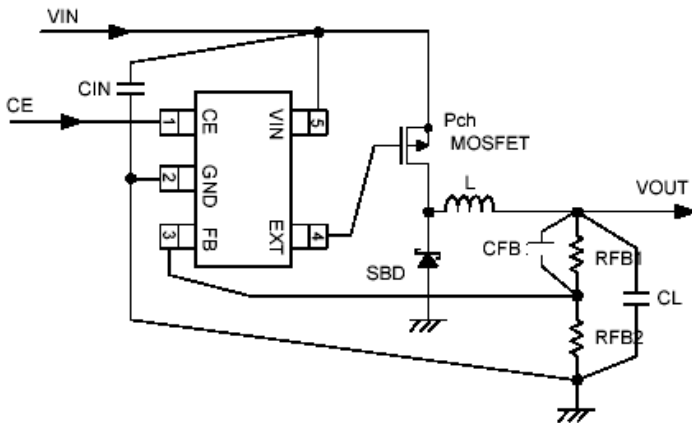 VIN
CIN
CE
1
CE
VIN
5
Pch
MOSFET
2
GND
L
VOUT
3
FB
EXT
4
SBD
CFB
RFB1
CL
RFB2